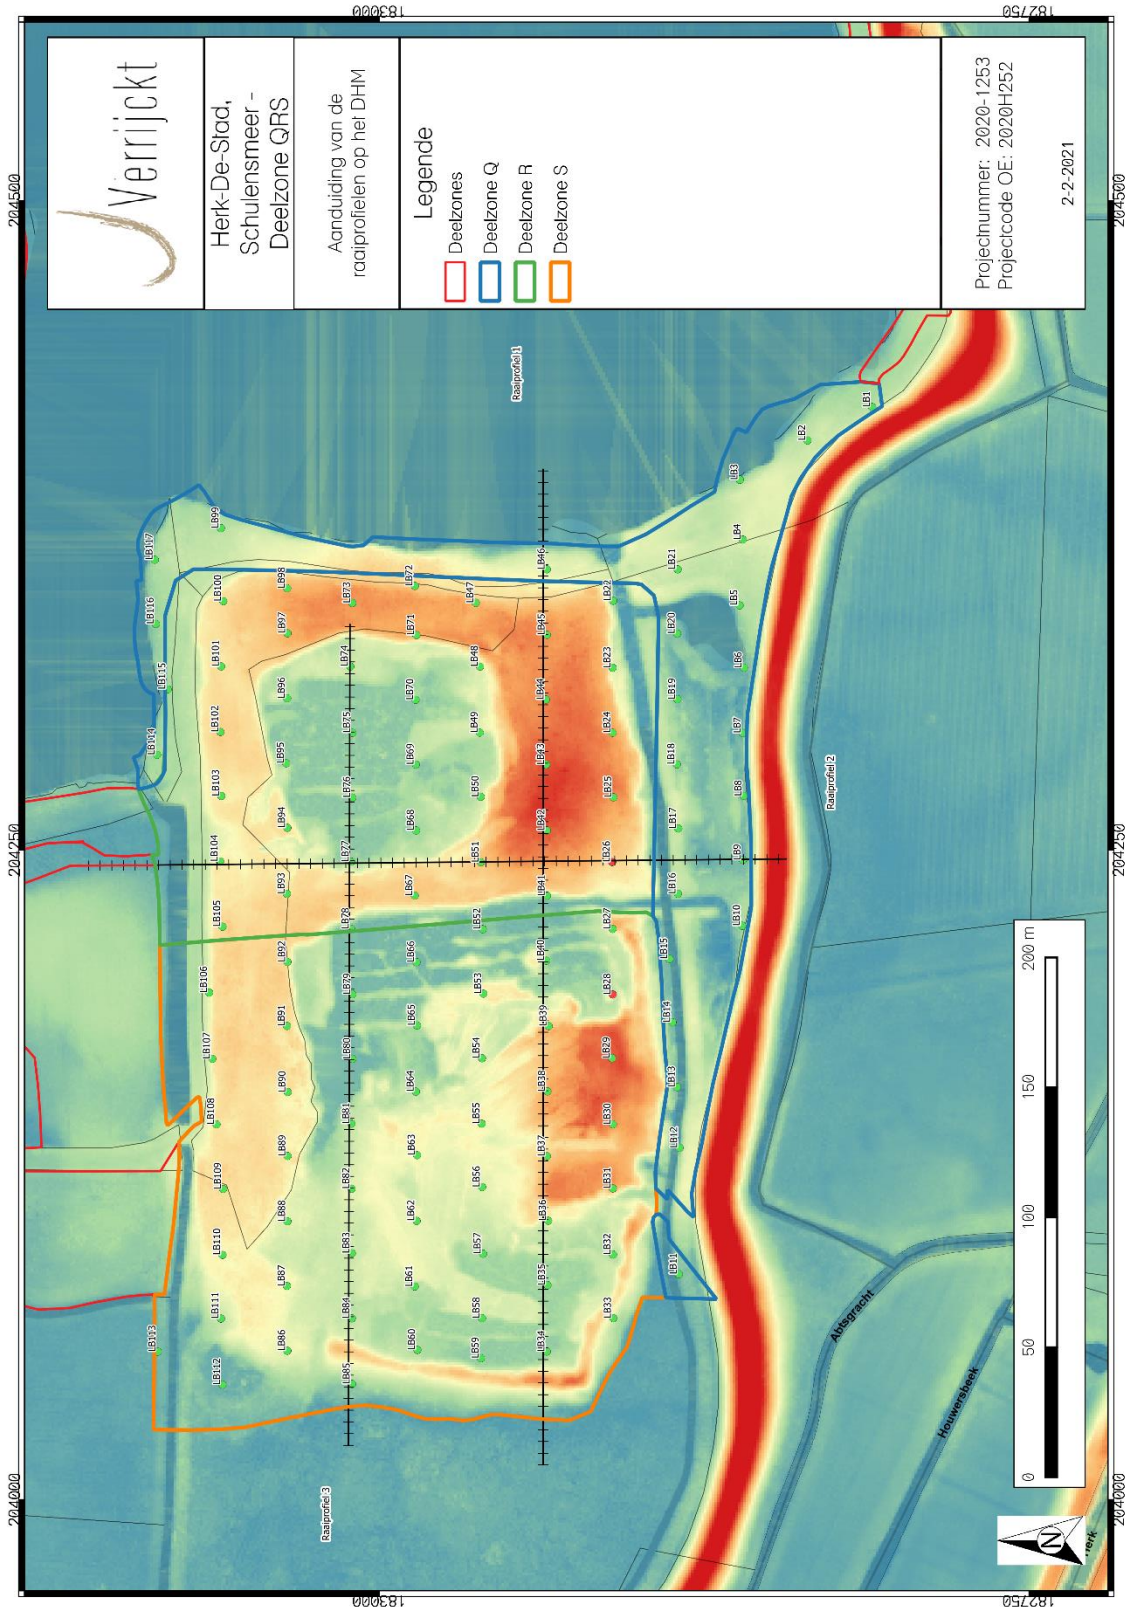 Verrijckt
Herk-De-Stad,
Schulensmeer -
Deelzone QRS
Aanduiding van de
raaiprofielen op het DHM
Legende
Deelzones
Deelzone Q
Deelzone R
Deelzone S
Projectnummer: 2020-1253
Projectcode OE: 2020H252
2-2-2021
204000
204250
204500
204000
204250
204500
183000
182750
183000
182750
Raaiprofiel 1
Raaiprofiel 2
Raaiprofiel 3
Abtsgracht
Houwersbeek
0 50 100 150 200 m
N
LB1
LB2
LB3
LB4
LB5
LB6
LB7
LB8
LB9
LB10
LB11
LB12
LB13
LB14
LB15
LB16
LB17
LB18
LB19
LB20
LB21
LB22
LB23
LB24
LB25
LB26
LB27
LB28
LB29
LB30
LB31
LB32
LB33
LB34
LB35
LB36
LB37
LB38
LB39
LB40
LB41
LB42
LB43
LB44
LB45
LB46
LB47
LB48
LB49
LB50
LB51
LB52
LB53
LB54
LB55
LB56
LB57
LB58
LB59
LB60
LB61
LB62
LB63
LB64
LB65
LB66
LB67
LB68
LB69
LB70
LB71
LB72
LB73
LB74
LB75
LB76
LB77
LB78
LB79
LB80
LB81
LB82
LB83
LB84
LB85
LB86
LB87
LB88
LB89
LB90
LB91
LB92
LB93
LB94
LB95
LB96
LB97
LB98
LB99
LB100
LB101
LB102
LB103
LB104
LB105
LB106
LB107
LB108
LB109
LB110
LB111
LB112
LB113
LB114
LB115
LB116
LB117